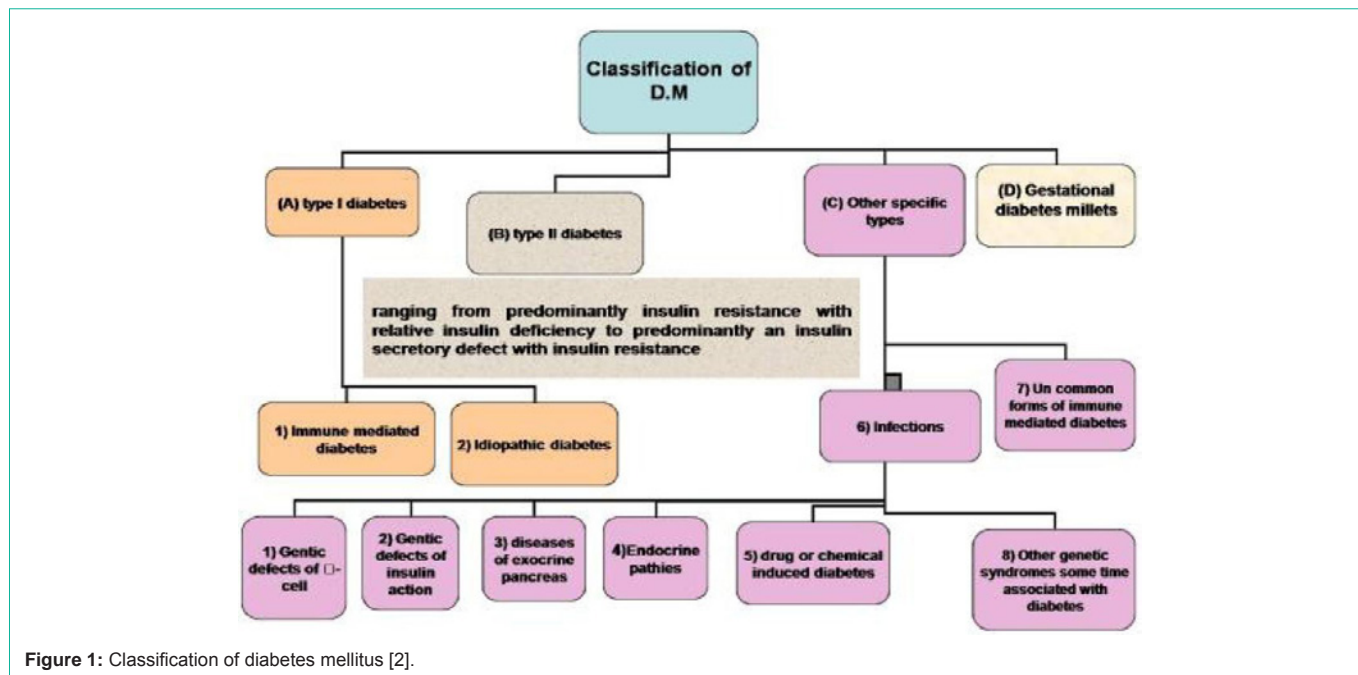 Classification of
D.M
(A) type I diabetes
(B) type II diabetes
(C) Other specific
types
(D) Gestational
diabetes millets
ranging from predominantly insulin resistance with
relative insulin deficiency to predominantly an insulin
secretory defect with insulin resistance
1) Immune mediated
diabetes
2) Idiopathic diabetes
6) Infections
7) Un common
forms of immune
mediated diabetes
1) Gentic
defects of □-
cell
2) Gentic
defects of
insulin
action
3) diseases
of exocrine
pancreas
4)Endocrine
pathies
5) drug or chemical
induced diabetes
8) Other genetic
syndromes some time
associated with
diabetes
Figure 1: Classification of diabetes mellitus [2].